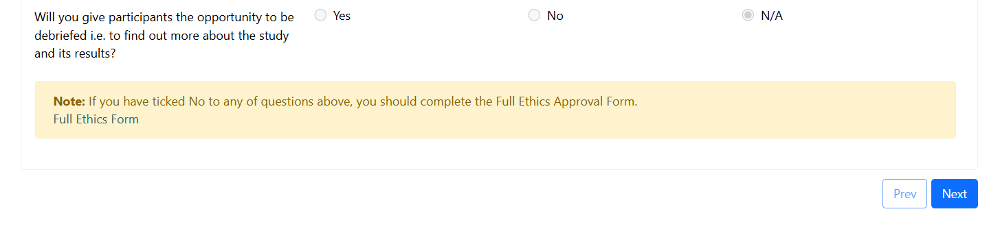 Will you give participants the opportunity to be
debriefed i.e. to find out more about the study
and its results?
Yes
No
N/A
Note: If you have ticked No to any of questions above, you should complete the Full Ethics Approval Form.
Full Ethics Form
Prev
Next